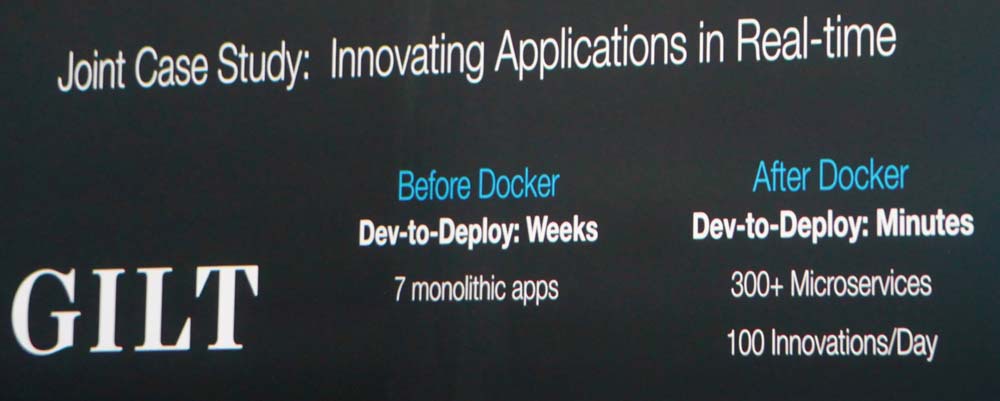 Joint Case Study: Innovating Applications in Real-time
Before Docker
After Docker
Dev-to-Deploy: Weeks
Dev-to-Deploy: Minutes
7 monolithic apps
300+ Microservices
GILT
100 Innovations/Day